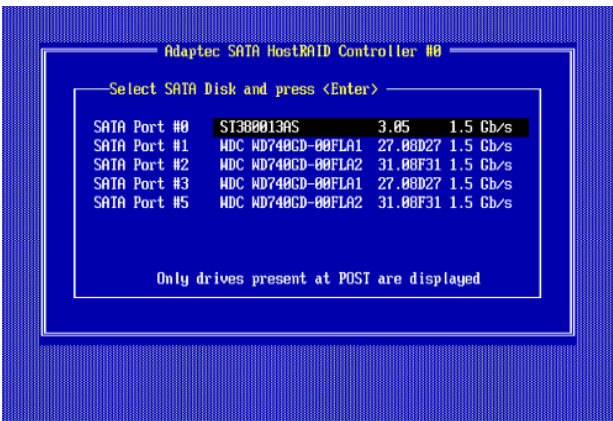 Adaptec SATA HostRAID Controller #0
Select SATA Disk and press <Enter>
SATA Port #0 ST380013AS 3.05 1.5 Gb/s
SATA Port #1 WDC WD740GD-00FLA1 27.08D27 1.5 Gb/s
SATA Port #2 WDC WD740GD-00FLA2 31.08F31 1.5 Gb/s
SATA Port #3 WDC WD740GD-00FLA1 27.08D27 1.5 Gb/s
SATA Port #5 WDC WD740GD-00FLA2 31.08F31 1.5 Gb/s
Only drives present at POST are displayed